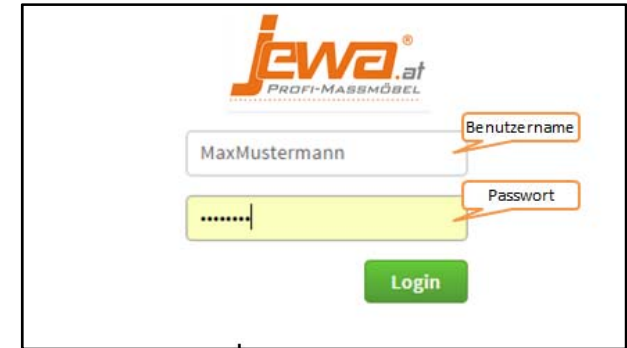 jewa.at®
PROFI-MASSMÖBEL
Benutzername
MaxMustermann
Passwort
••••••••
Login